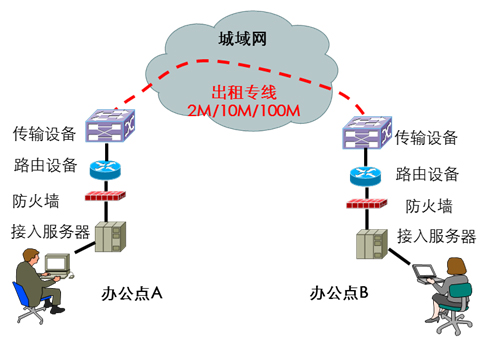 城域网
出租专线
2M/10M/100M
传输设备
传输设备
路由设备
路由设备
防火墙
防火墙
接入服务器
接入服务器
办公点A
办公点B